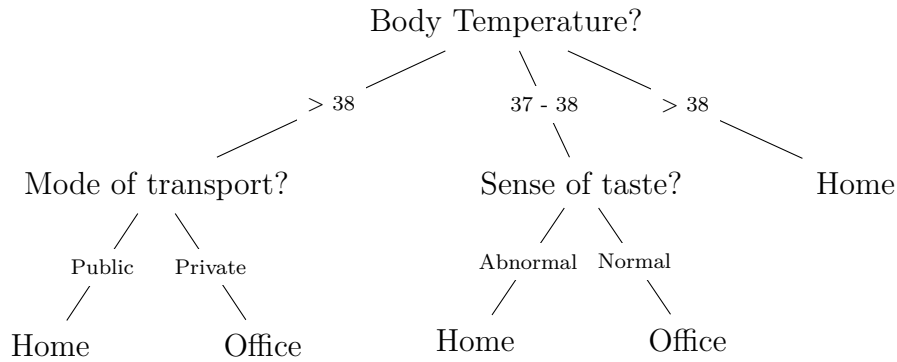 Body Temperature?
> 38
37 - 38
> 38
Mode of transport?
Sense of taste?
Home
Public
Private
Abnormal
Normal
Home
Office
Home
Office